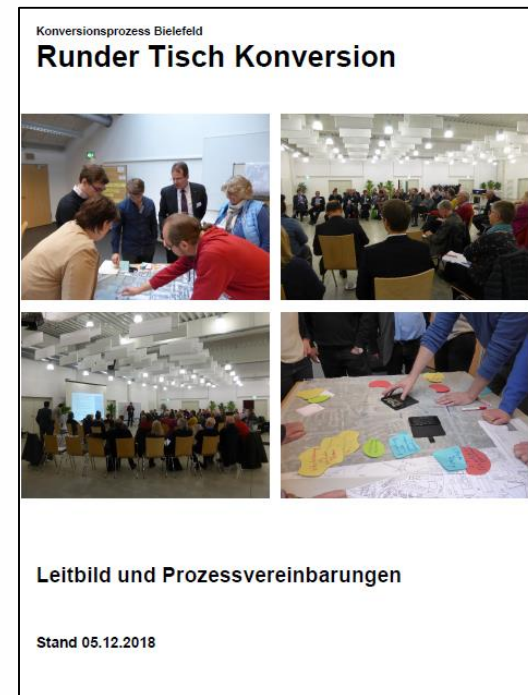 Konversionsprozess Bielefeld
Runder Tisch Konversion
Leitbild und Prozessvereinbarungen
Stand 05.12.2018